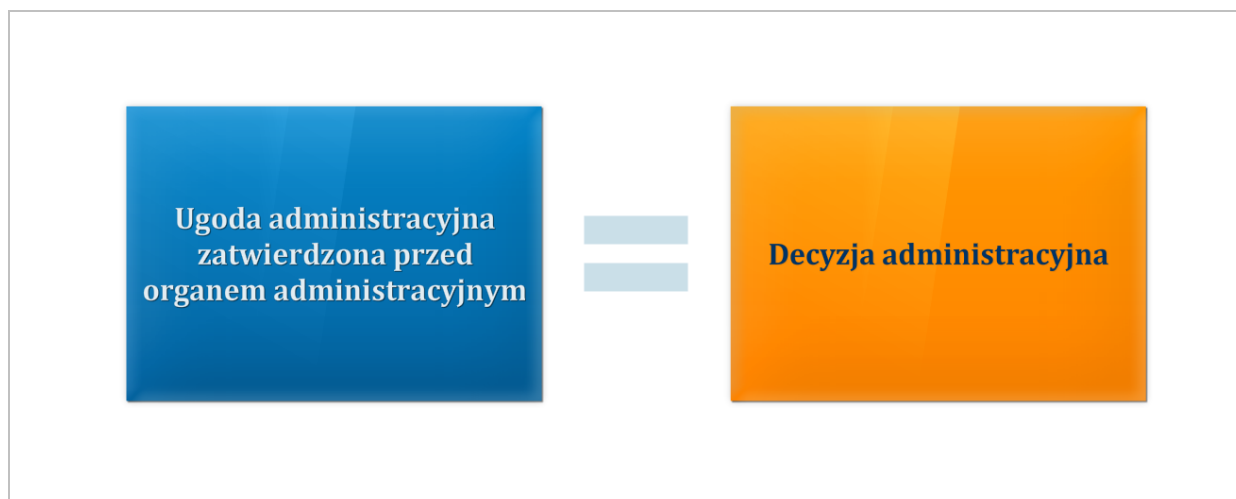 Ugoda administracyjna
zatwierdzona przed
organem administracyjnym
Decyzja administracyjna